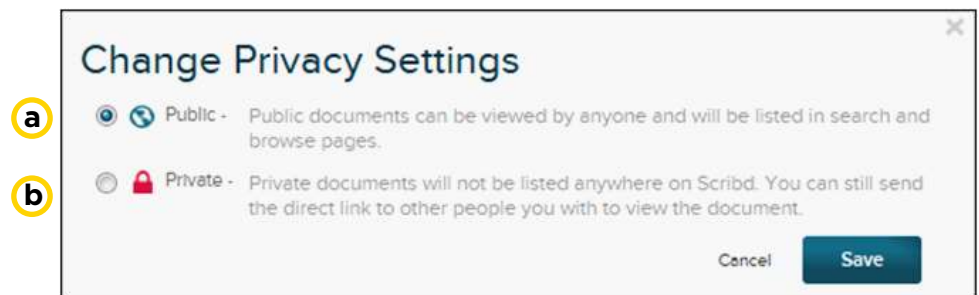 Change Privacy Settings
a Public - Public documents can be viewed by anyone and will be listed in search and
browse pages.
b Private - Private documents will not be listed anywhere on Scribd. You can still send
the direct link to other people you with to view the document.
Cancel Save